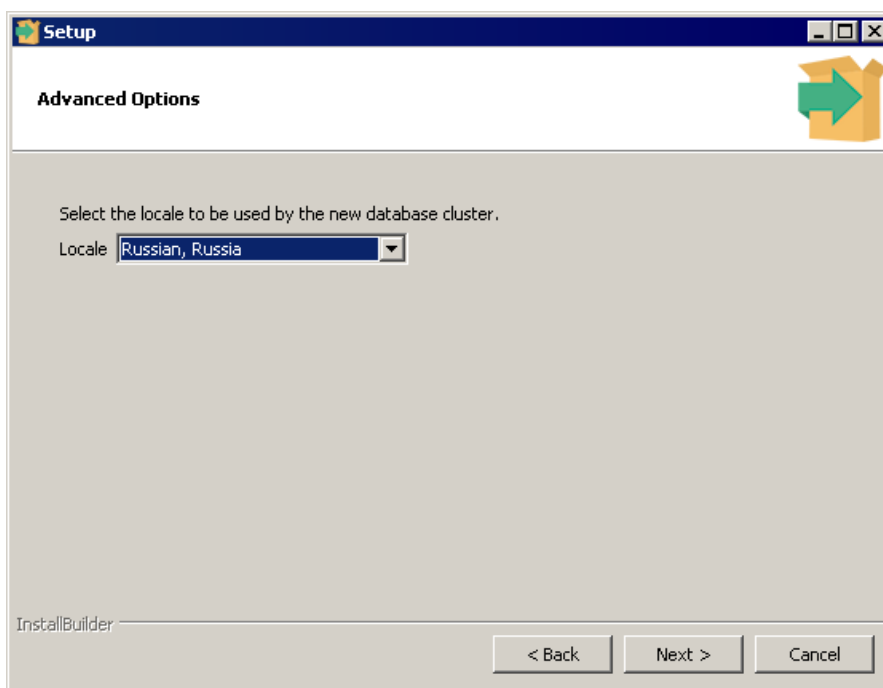 Setup
Advanced Options
Select the locale to be used by the new database cluster.
Locale Russian, Russia
InstallBuilder
< Back Next > Cancel